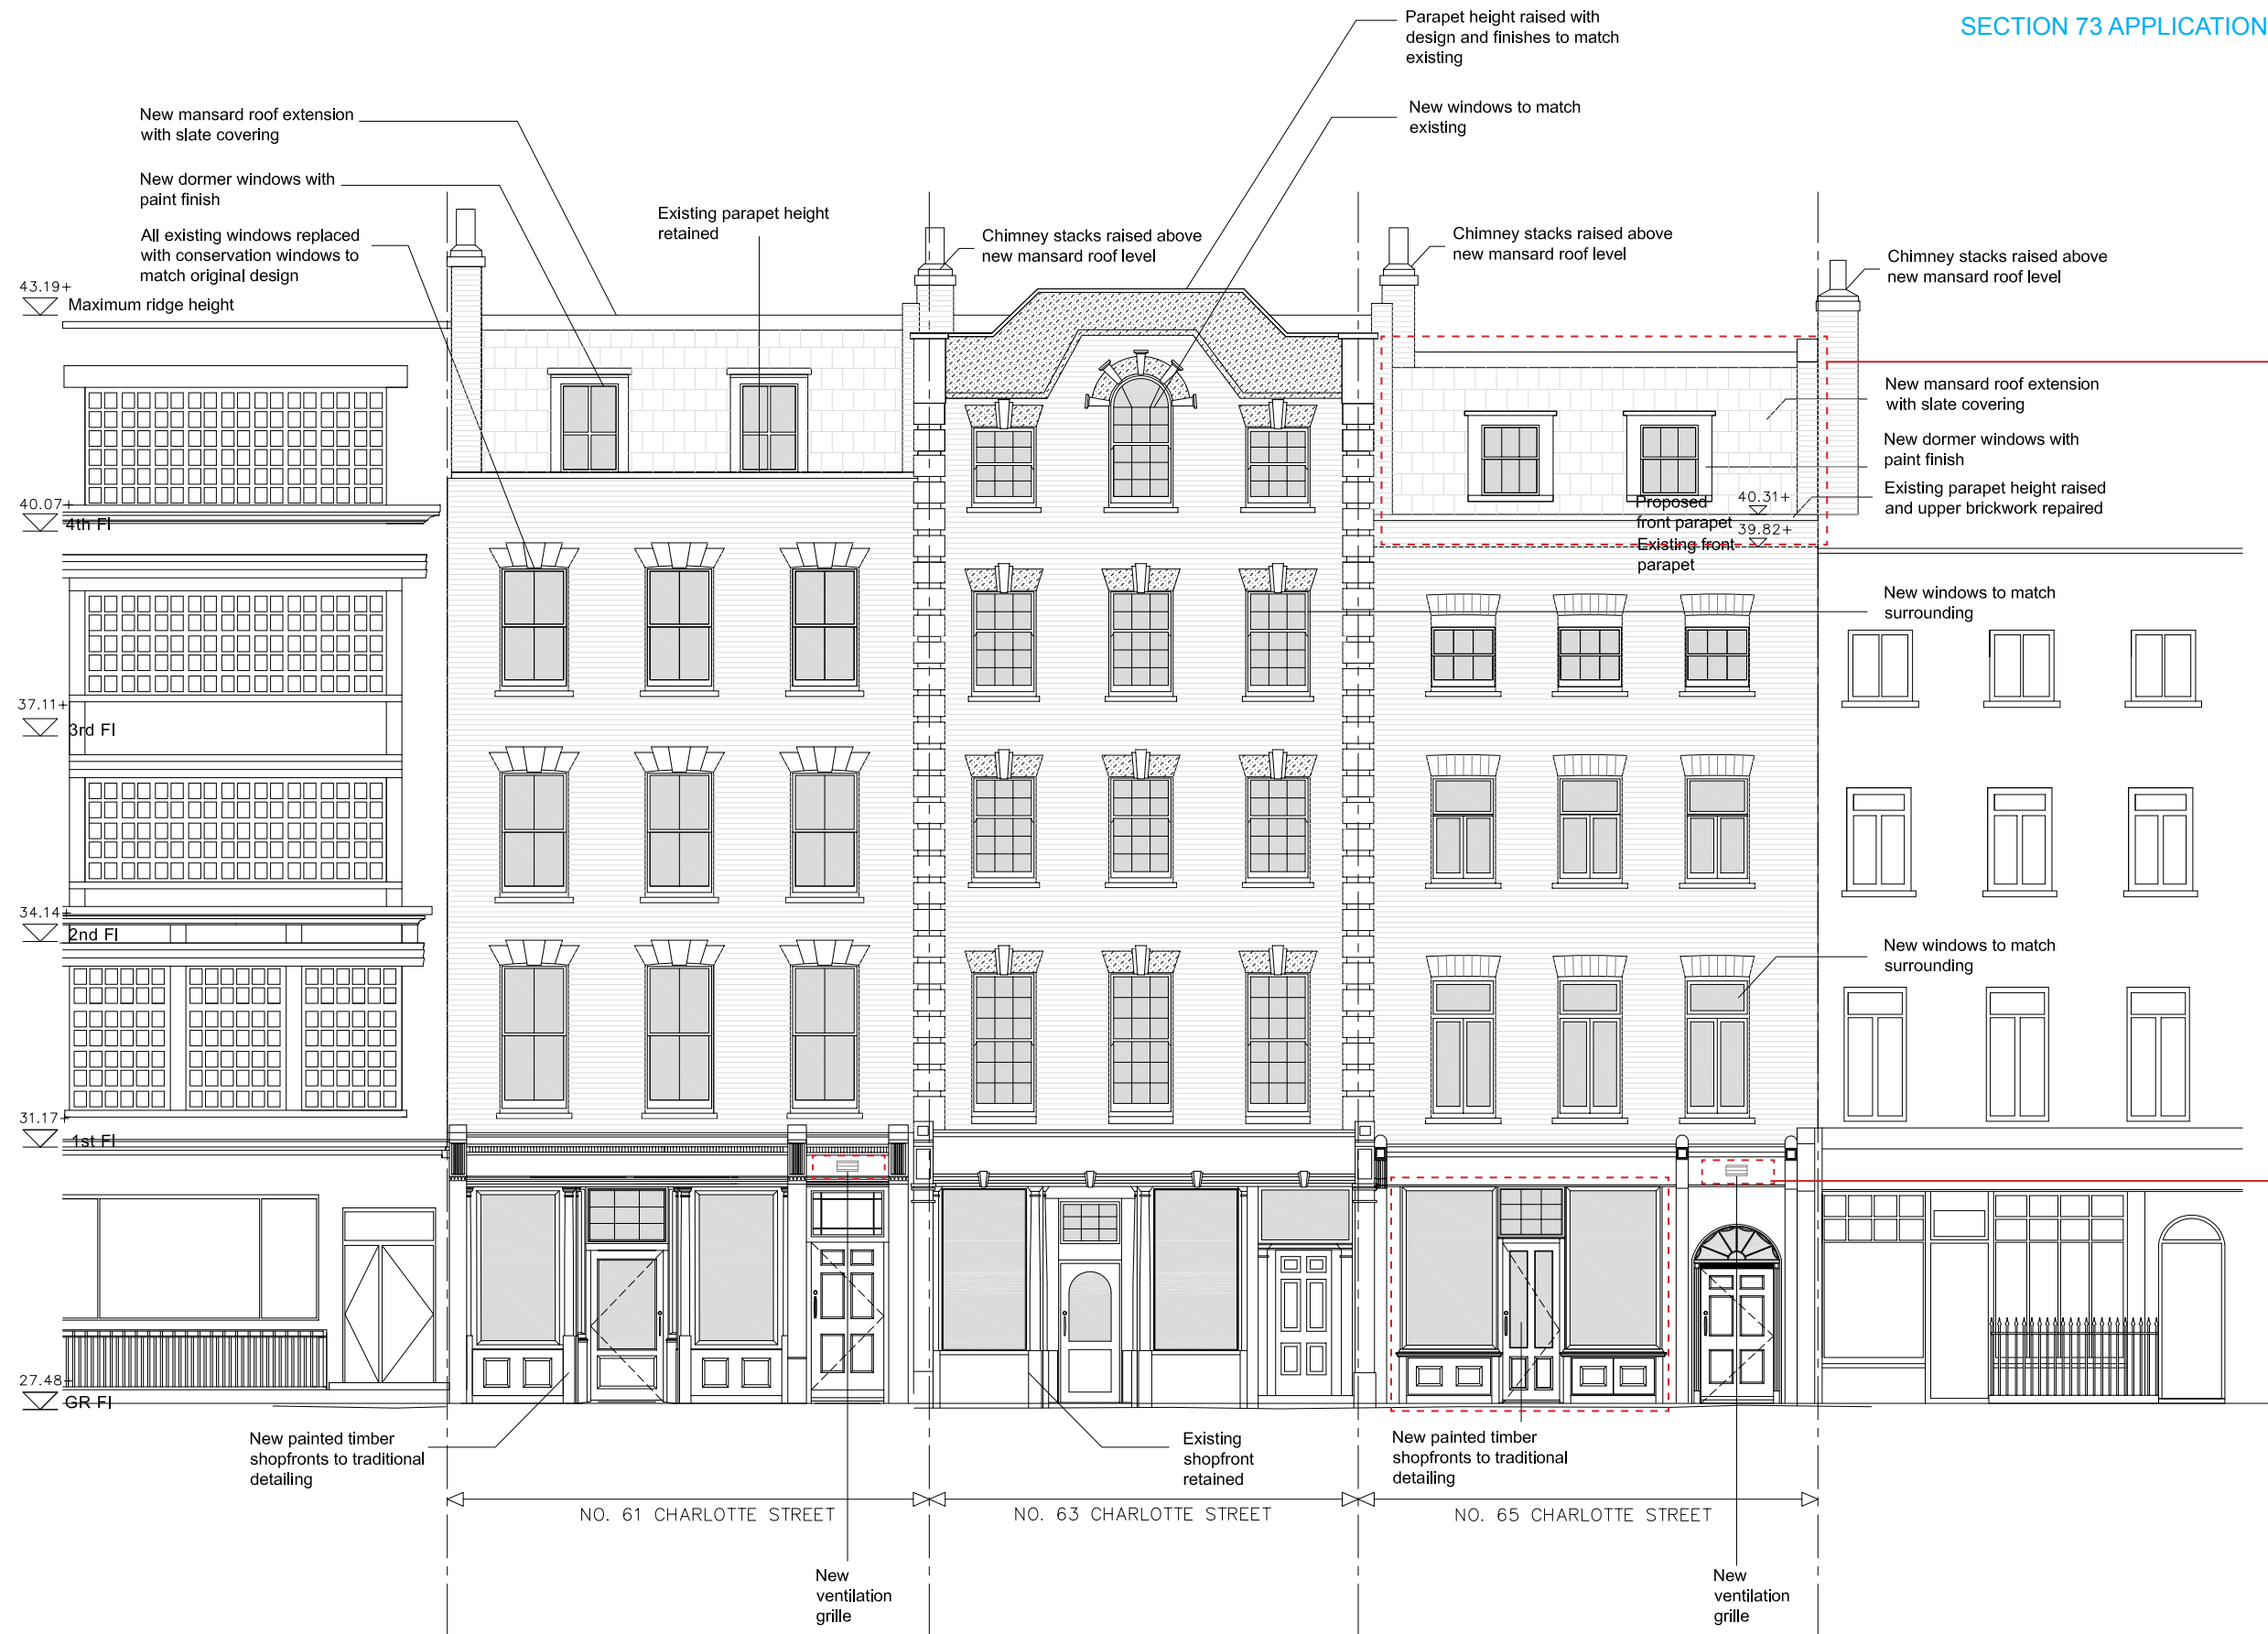 SECTION 73 APPLICATION
Parapet height raised with
design and finishes to match
existing
New windows to match
existing
New mansard roof extension
with slate covering
New dormer windows with
paint finish
All existing windows replaced
with conservation windows to
match original design
Existing parapet height
retained
Chimney stacks raised above
new mansard roof level
Chimney stacks raised above
new mansard roof level
Chimney stacks raised above
new mansard roof level
43.19+
Maximum ridge height
New mansard roof extension
with slate covering
New dormer windows with
paint finish
Existing parapet height raised
and upper brickwork repaired
Proposed
front parapet
40.31+
39.82+
Existing front
parapet
40.07+
4th Fl
New windows to match
surrounding
37.11+
3rd Fl
34.14+
2nd Fl
New windows to match
surrounding
31.17+
1st Fl
27.48+
GR Fl
New painted timber
shopfronts to traditional
detailing
Existing
shopfront
retained
New painted timber
shopfronts to traditional
detailing
NO. 61 CHARLOTTE STREET
NO. 63 CHARLOTTE STREET
NO. 65 CHARLOTTE STREET
New
ventilation
grille
New
ventilation
grille